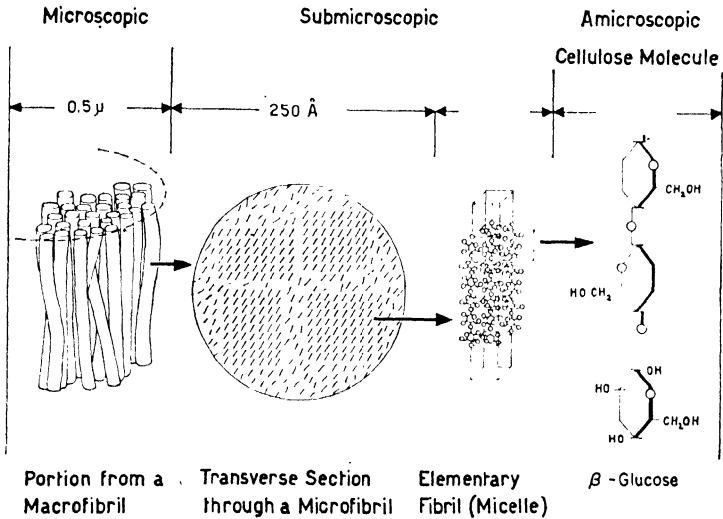 Microscopic
Submicroscopic
Amicroscopic
Cellulose Molecule
0.5 μ
250 Å
CH₂OH
HO CH₂
OH
HO
CH₂OH
HO
Portion from a
Macrofibril
Transverse Section
through a Microfibril
Elementary
Fibril (Micelle)
β - Glucose